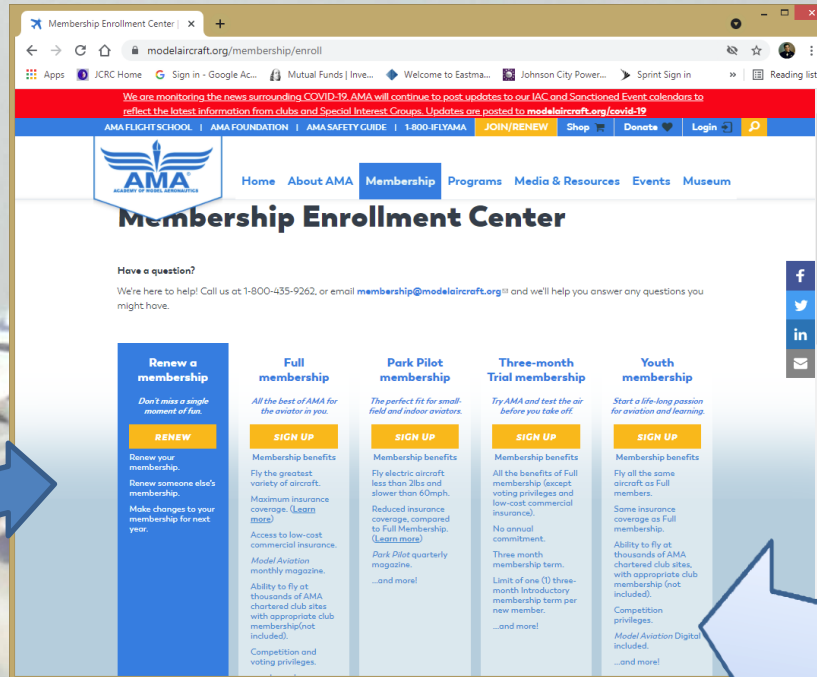 Membership Enrollment Center |
modelaircraft.org/membership/enroll
Apps JCRC Home Sign in - Google Ac... Mutual Funds | Inve... Welcome to Eastma... Johnson City Power... Sprint Sign in » Reading list
We are monitoring the news surrounding COVID-19. AMA will continue to post updates to our IAC and Sanctioned Event calendars to
reflect the latest information from clubs and Special Interest Groups. Updates are posted to modelaircraft.org/covid-19
AMA FLIGHT SCHOOL | AMA FOUNDATION | AMA SAFETY GUIDE | 1-800-IFLYAMA JOIN/RENEW Shop Donate Login
AMA
ACADEMY OF MODEL AERONAUTICS
Home About AMA Membership Programs Media & Resources Events Museum
Membership Enrollment Center
Have a question?
We're here to help! Call us at 1-800-435-9262, or email membership@modelaircraft.org and we'll help you answer any questions you
might have.
Renew a
membership
Don't miss a single
moment of fun.
RENEW
Renew your
membership.
Renew someone else's
membership.
Make changes to your
membership for next
year.
Full
membership
All the best of AMA for
the aviator in you.
SIGN UP
Membership benefits
Fly the greatest
variety of aircraft.
Maximum insurance
coverage. (Learn
more)
Access to low-cost
commercial insurance.
Model Aviation
monthly magazine.
Ability to fly at
thousands of AMA
chartered club sites
with appropriate club
membership(not
included).
Competition and
voting privileges.
Park Pilot
membership
The perfect fit for small-
field and indoor aviators.
SIGN UP
Membership benefits
Fly electric aircraft
less than 2lbs and
slower than 60mph.
Reduced insurance
coverage, compared
to Full Membership.
(Learn more)
Park Pilot quarterly
magazine.
...and more!
Three-month
Trial membership
Try AMA and test the air
before you take off.
SIGN UP
Membership benefits
All the benefits of Full
membership (except
voting privileges and
low-cost commercial
insurance).
No annual
commitment.
Three month
membership term.
Limit of one (1) three-
month Introductory
membership term per
new member.
...and more!
Youth
membership
Start a life-long passion
for aviation and learning.
SIGN UP
Membership benefits
Fly all the same
aircraft as Full
members.
Same insurance
coverage as Full
membership.
Ability to fly at
thousands of AMA
chartered club sites,
with appropriate club
membership (not
included).
Competition
privileges.
Model Aviation Digital
included.
...and more!